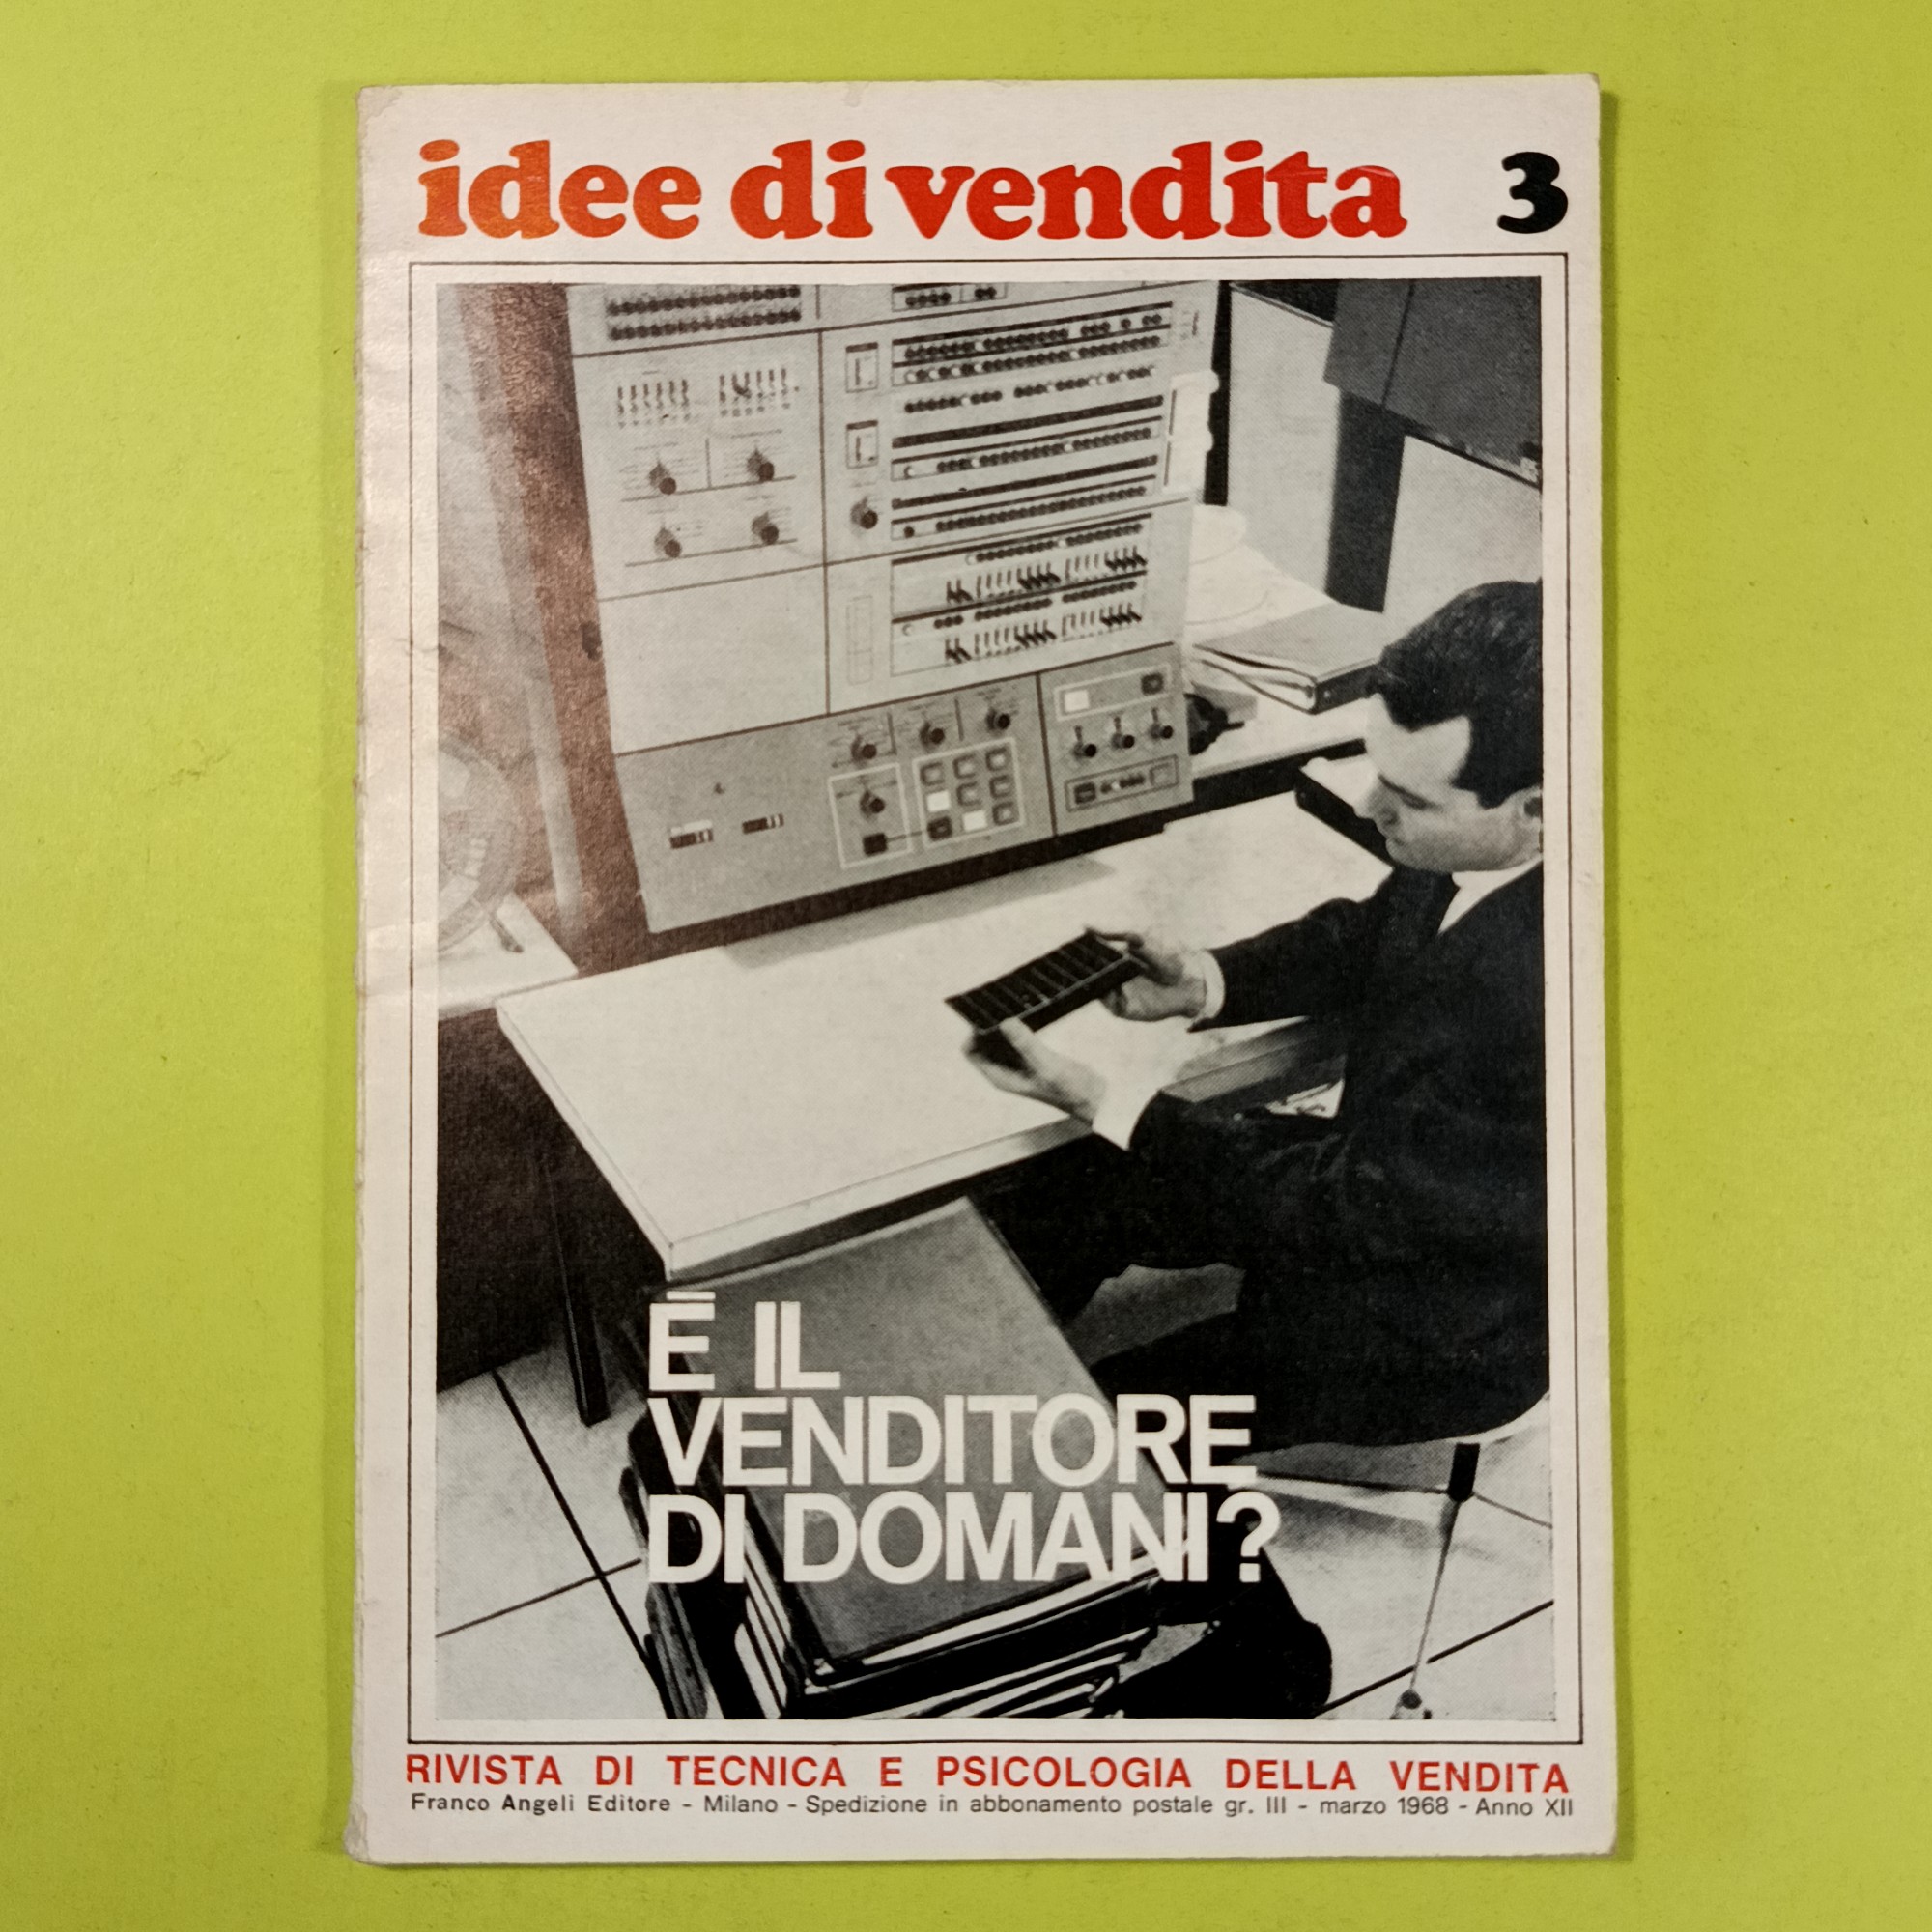 idee di vendita 3
Ē IL
VENDITORE
DI DOMANI?
RIVISTA DI TECNICA E PSICOLOGIA DELLA VENDITA
Franco Angeli Editore - Milano - Spedizione in abbonamento postale gr. III - marzo 1968 - Anno XII